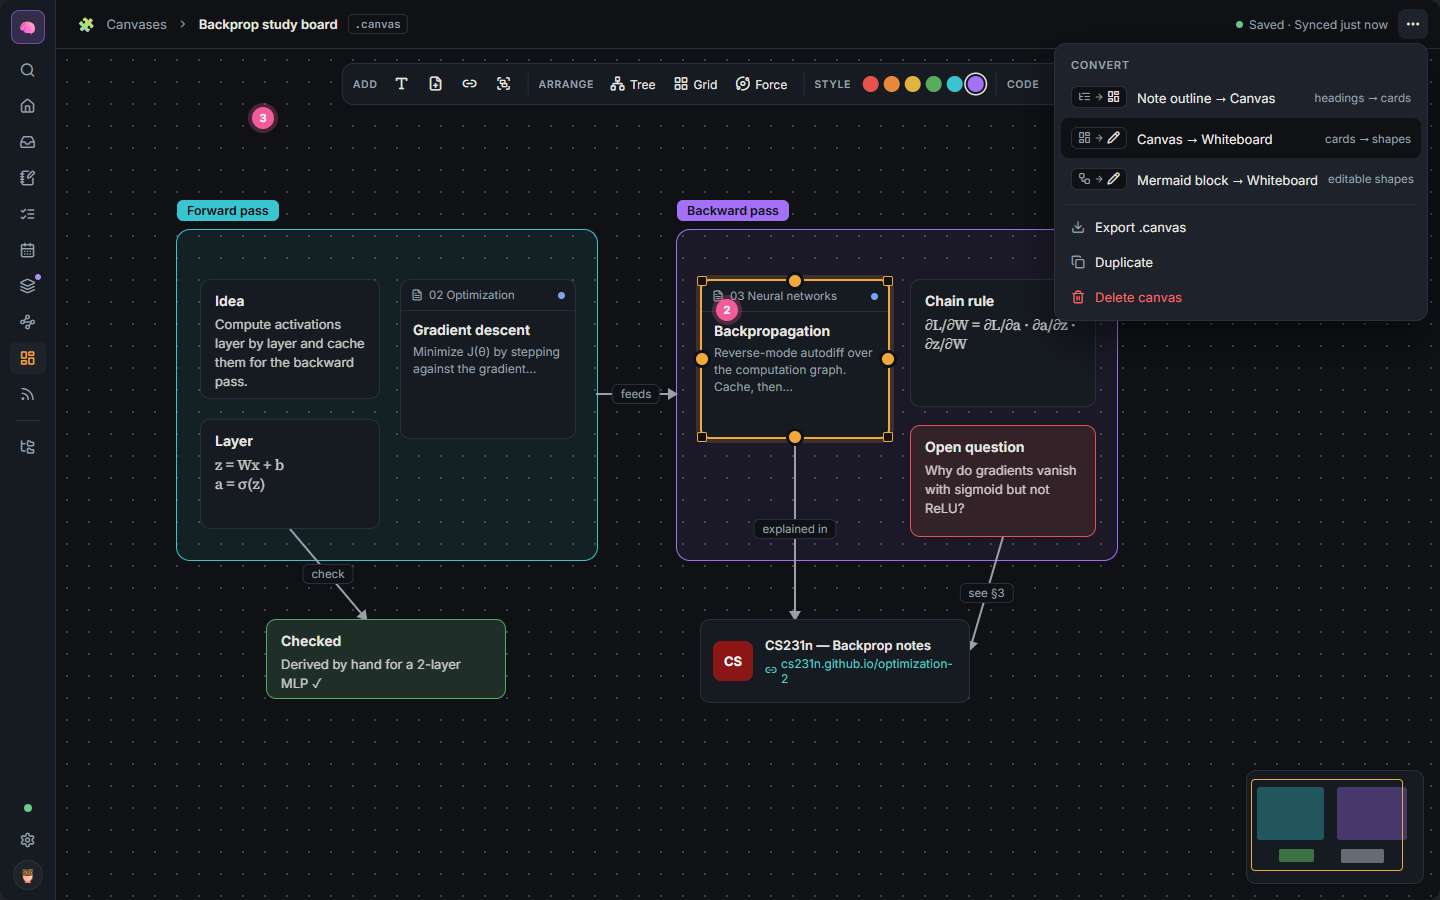 Canvases
Backprop study board
.canvas
Saved · Synced just now
ADD
ARRANGE
Tree
Grid
Force
STYLE
CODE
CONVERT
Note outline → Canvas
headings → cards
Canvas → Whiteboard
cards → shapes
Mermaid block → Whiteboard
editable shapes
Export .canvas
Duplicate
Delete canvas
3
Forward pass
Idea
Compute activations
layer by layer and cache
them for the backward
pass.
02 Optimization
Gradient descent
Minimize J(θ) by stepping
against the gradient...
Layer
z = Wx + b
a = σ(z)
feeds
Backward pass
03 Neural networks
2
Backpropagation
Reverse-mode autodiff over
the computation graph.
Cache, then...
Chain rule
∂L/∂W = ∂L/∂a · ∂a/∂z ·
∂z/∂W
Open question
Why do gradients vanish
with sigmoid but not
ReLU?
explained in
check
see §3
Checked
Derived by hand for a 2-layer
MLP ✓
CS
CS231n — Backprop notes
cs231n.github.io/optimization-
2